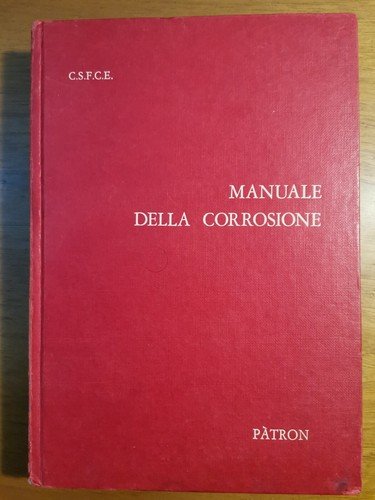 C.S.F.C.E.
MANUALE
DELLA CORROSIONE
PÀTRON